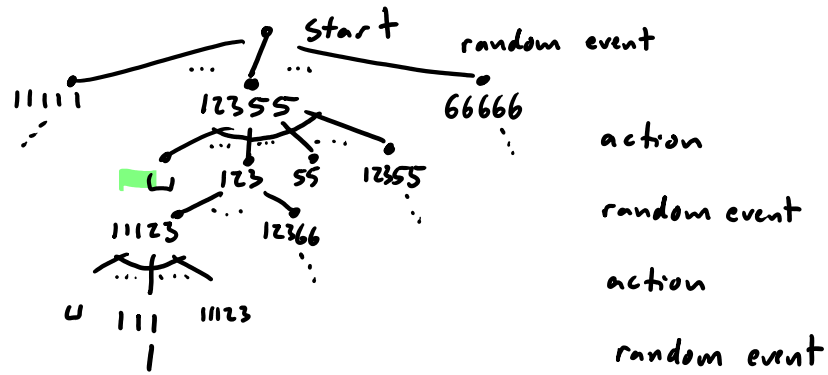 start
random event
11111 12355 66666
action
␣ 123 55 12355
random event
11123 12366
action
␣ 111 11123
random event